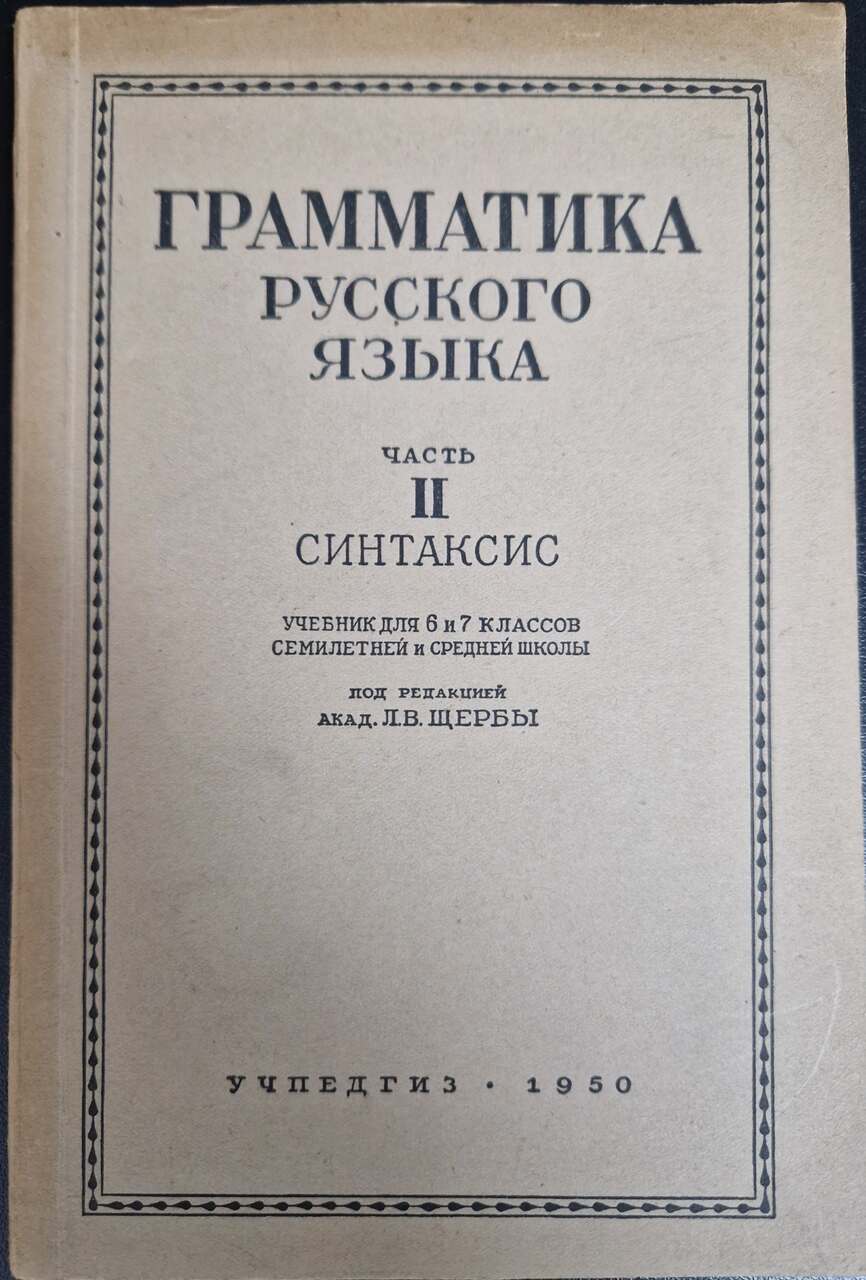 ГРАММАТИКА
РУССКОГО
ЯЗЫКА
ЧАСТЬ
II
СИНТАКСИС
УЧЕБНИК ДЛЯ 6 и 7 КЛАССОВ
СЕМИЛЕТНЕЙ и СРЕДНЕЙ ШКОЛЫ
ПОД РЕДАКЦИЕЙ
АКАД. Л.В. ЩЕРБЫ
УЧПЕДГИЗ · 1950